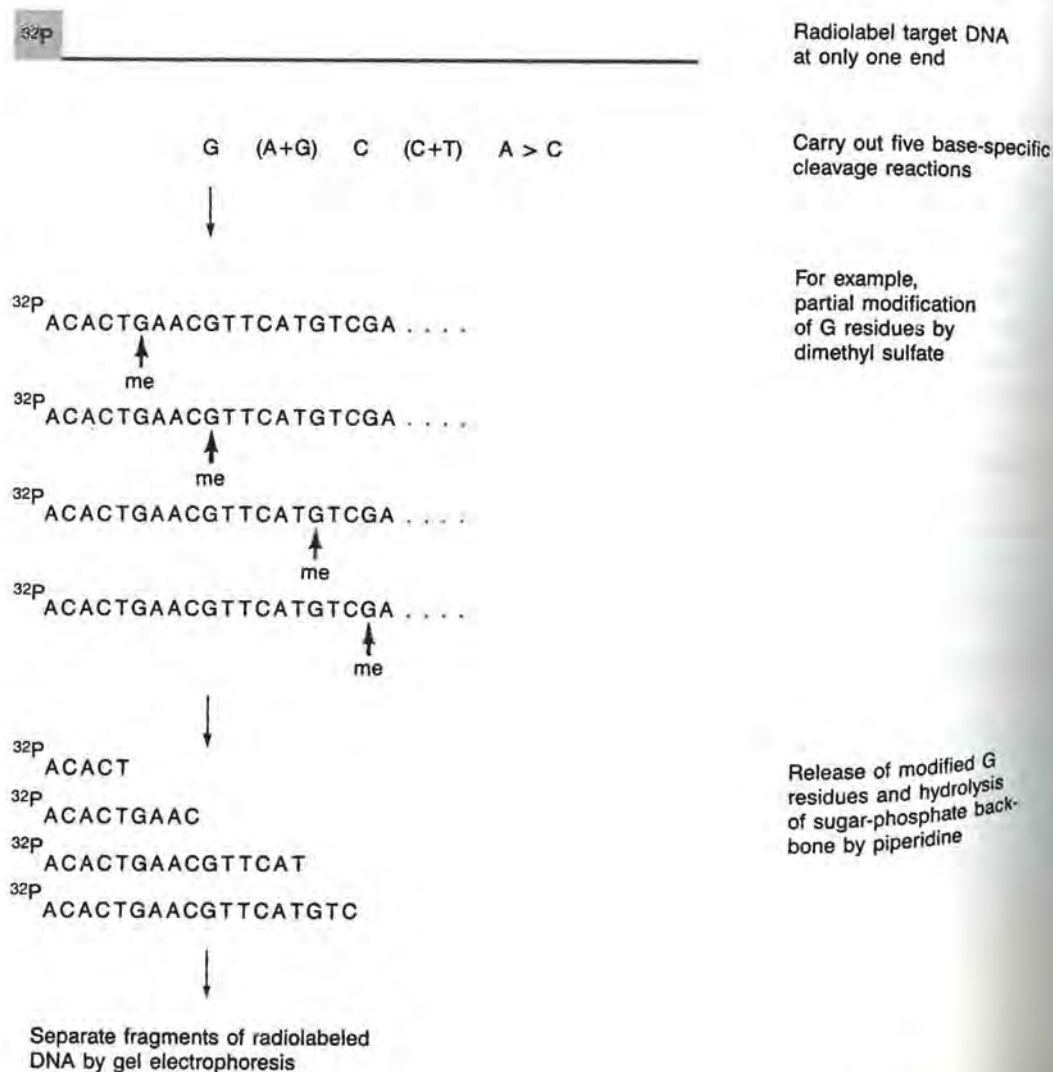 32P
Radiolabel target DNA
at only one end
G (A+G) C (C+T) A > C
Carry out five base-specific
cleavage reactions
For example,
partial modification
of G residues by
dimethyl sulfate
32P
ACACTGAACGTTCATGTCGA . . . .
me
32P
ACACTGAACGTTCATGTCGA . . . .
me
32P
ACACTGAACGTTCATGTCGA . . . .
me
32P
ACACTGAACGTTCATGTCGA . . . .
me
32P
ACACT
32P
ACACTGAAC
32P
ACACTGAACGTTCAT
32P
ACACTGAACGTTCATGTC
Release of modified G
residues and hydrolysis
of sugar-phosphate back-
bone by piperidine
Separate fragments of radiolabeled
DNA by gel electrophoresis